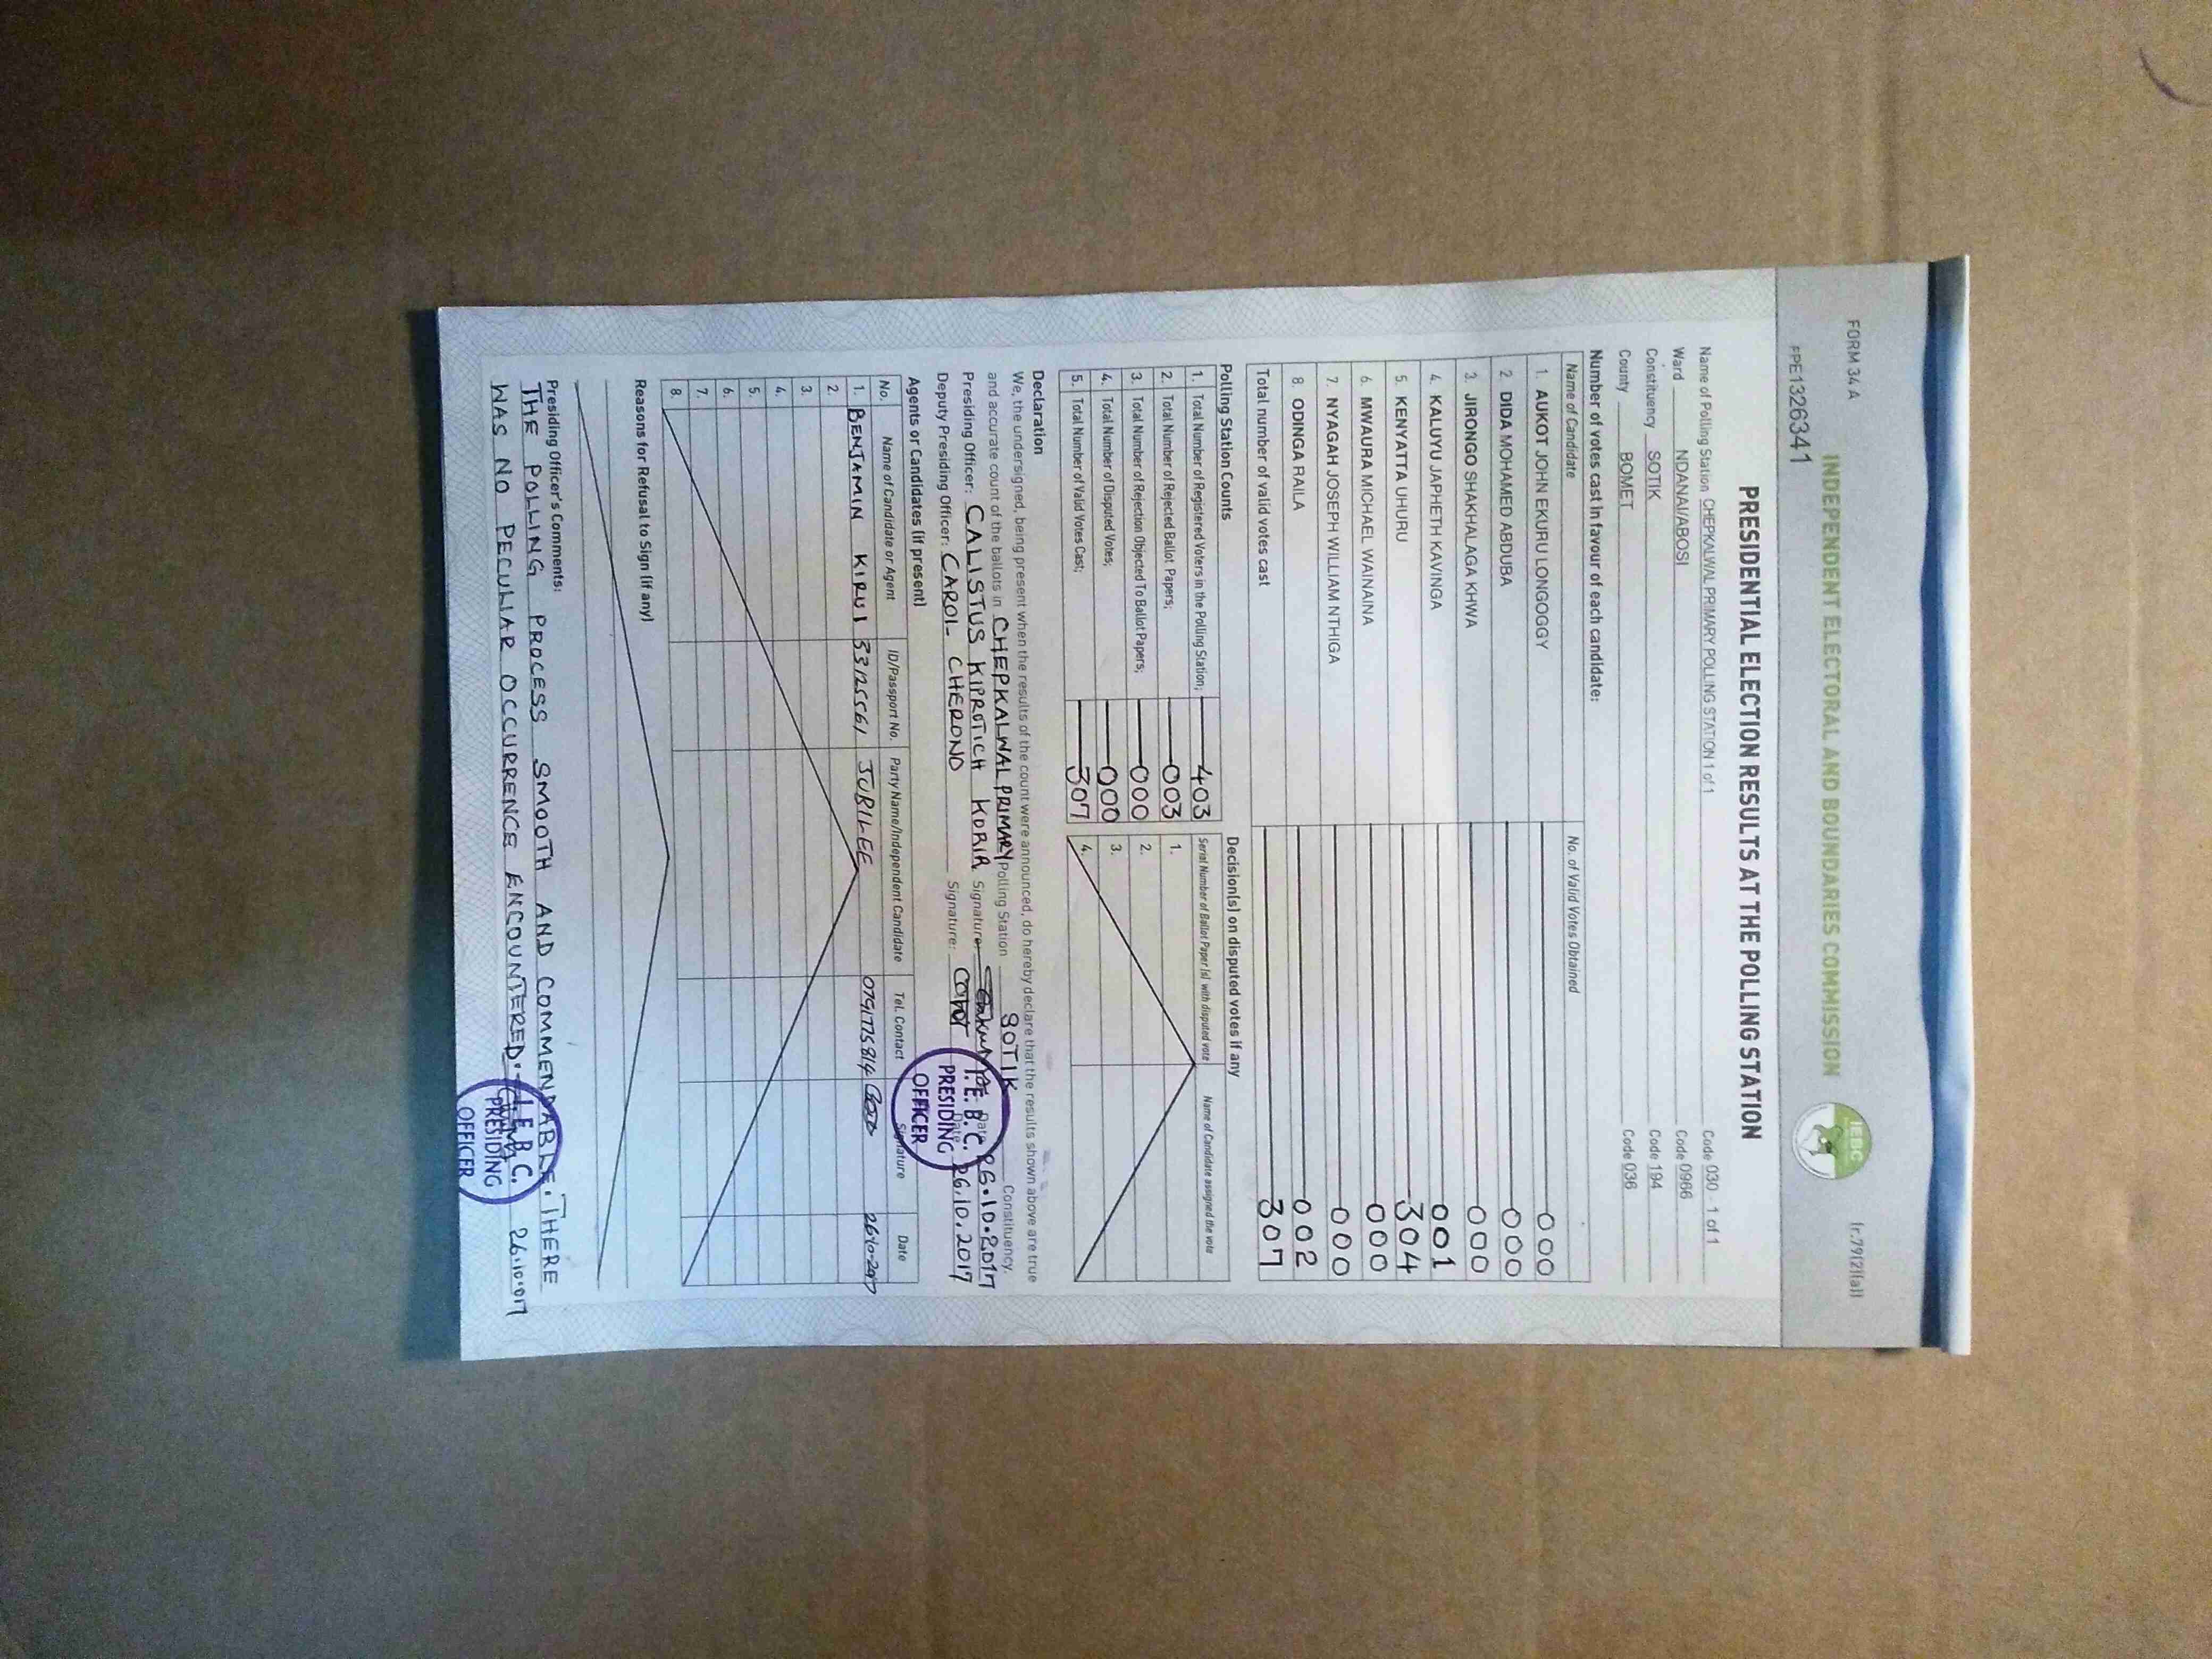 FORM 34 A
(r.79(2)(a))
INDEPENDENT ELECTORAL AND BOUNDARIES COMMISSION
IEBC
FPE1326341
PRESIDENTIAL ELECTION RESULTS AT THE POLLING STATION
Name of Polling Station CHEPKALWAL PRIMARY POLLING STATION 1 of 1 Code 030 - 1 of 1
Ward NDANAI/ABOSI Code 0966
Constituency SOTIK Code 194
County BOMET Code 036
Number of votes cast in favour of each candidate:
Name of Candidate No. of Valid Votes Obtained
1. AUKOT JOHN EKURU LONGOGGY 000
2. DIDA MOHAMED ABDUBA 000
3. JIRONGO SHAKHALAGA KHWA 000
4. KALUYU JAPHETH KAVINGA 001
5. KENYATTA UHURU 304
6. MWAURA MICHAEL WAINAINA 000
7. NYAGAH JOSEPH WILLIAM NTHIGA 000
8. ODINGA RAILA 002
Total number of valid votes cast 307
Polling Station Counts Decision(s) on disputed votes if any
1. Total Number of Registered Voters in the Polling Station; 403 Serial Number of Ballot Paper (s) with disputed vote Name of Candidate assigned the vote
2. Total Number of Rejected Ballot Papers; 003 1.
3. Total Number of Rejection Objected To Ballot Papers; 000 2.
4. Total Number of Disputed Votes; 000 3.
5. Total Number of Valid Votes Cast; 307 4.
Declaration
We, the undersigned, being present when the results of the count were announced, do hereby declare that the results shown above are true
and accurate count of the ballots in CHEPKALWAL PRIMARY Polling Station SOTIK Constituency.
Presiding Officer: CALISTUS KIPROTICH KORIR Signature Date 26.10.2017
Deputy Presiding Officer: CAROL CHERONO Signature: Date 26.10.2017
I.E.B.C.
PRESIDING
OFFICER
Agents or Candidates (if present)
No. Name of Candidate or Agent ID/Passport No. Party Name/Independent Candidate Tel. Contact Signature Date
1. BENJAMIN KIRUI 33125561 JUBILEE 0791775814
2.
3.
4.
5.
6.
7.
8.
Reasons for Refusal to Sign (if any)
Presiding Officer's Comments:
THE POLLING PROCESS SMOOTH AND COMMENDABLE. THERE
WAS NO PECULIAR OCCURRENCE ENCOUNTERED.
I.E.B.C.
PRESIDING
OFFICER